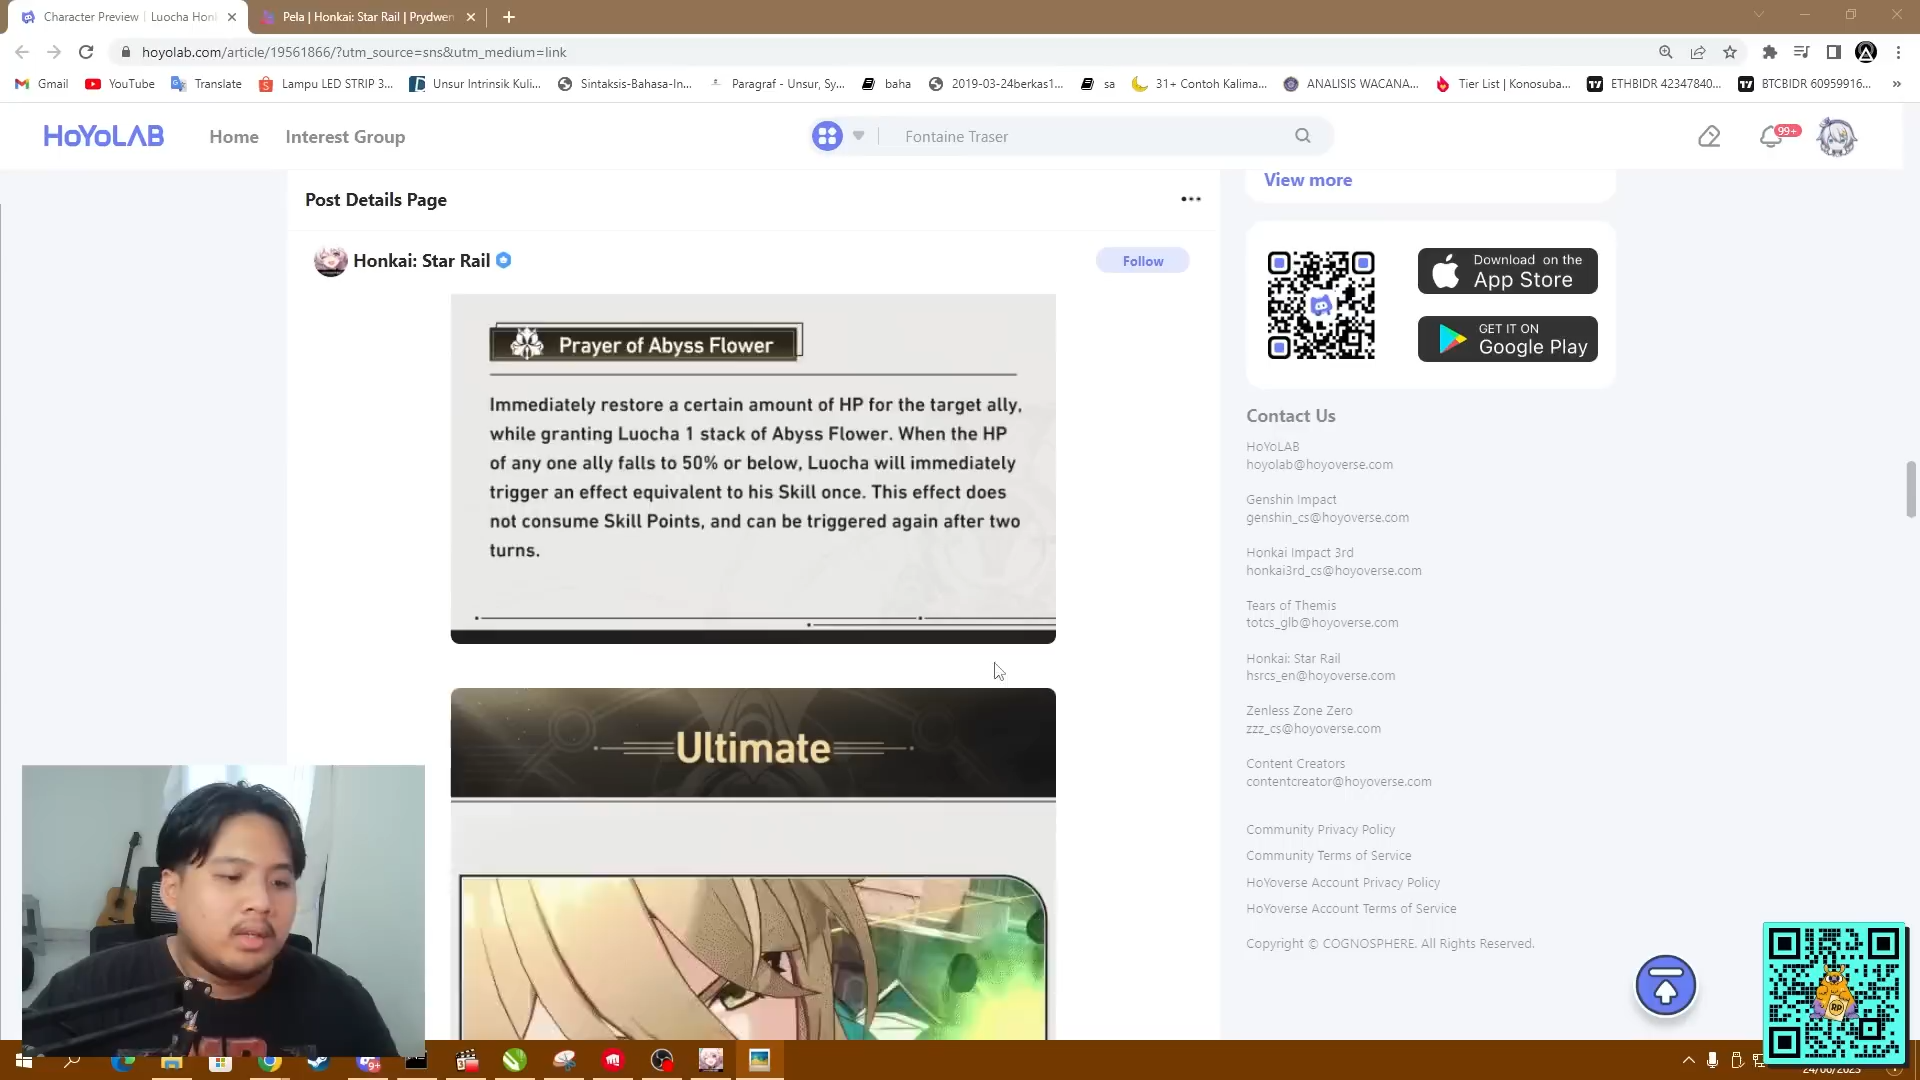 Character Preview | Luocha Honk
Pela | Honkai: Star Rail | Prydwen
hoyolab.com/article/19561866/?utm_source=sns&utm_medium=link
Gmail
YouTube
Translate
Lampu LED STRIP 3...
Unsur Intrinsik Kuli...
Sintaksis-Bahasa-In...
Paragraf - Unsur, Sy...
baha
2019-03-24berkas1...
sa
31+ Contoh Kalima...
ANALISIS WACANA...
Tier List | Konosuba...
ETHBIDR 42347840...
BTCBIDR 60959916...
»
HoYoLAB
Home
Interest Group
Fontaine Traser
99+
View more
Post Details Page
Honkai: Star Rail
Follow
Prayer of Abyss Flower
Immediately restore a certain amount of HP for the target ally,
while granting Luocha 1 stack of Abyss Flower. When the HP
of any one ally falls to 50% or below, Luocha will immediately
trigger an effect equivalent to his Skill once. This effect does
not consume Skill Points, and can be triggered again after two
turns.
Ultimate
Download on the
App Store
GET IT ON
Google Play
Contact Us
HoYoLAB
hoyolab@hoyoverse.com
Genshin Impact
genshin_cs@hoyoverse.com
Honkai Impact 3rd
honkai3rd_cs@hoyoverse.com
Tears of Themis
totcs_glb@hoyoverse.com
Honkai: Star Rail
hsrcs_en@hoyoverse.com
Zenless Zone Zero
zzz_cs@hoyoverse.com
Content Creators
contentcreator@hoyoverse.com
Community Privacy Policy
Community Terms of Service
HoYoverse Account Privacy Policy
HoYoverse Account Terms of Service
Copyright © COGNOSPHERE. All Rights Reserved.
24/06/2023